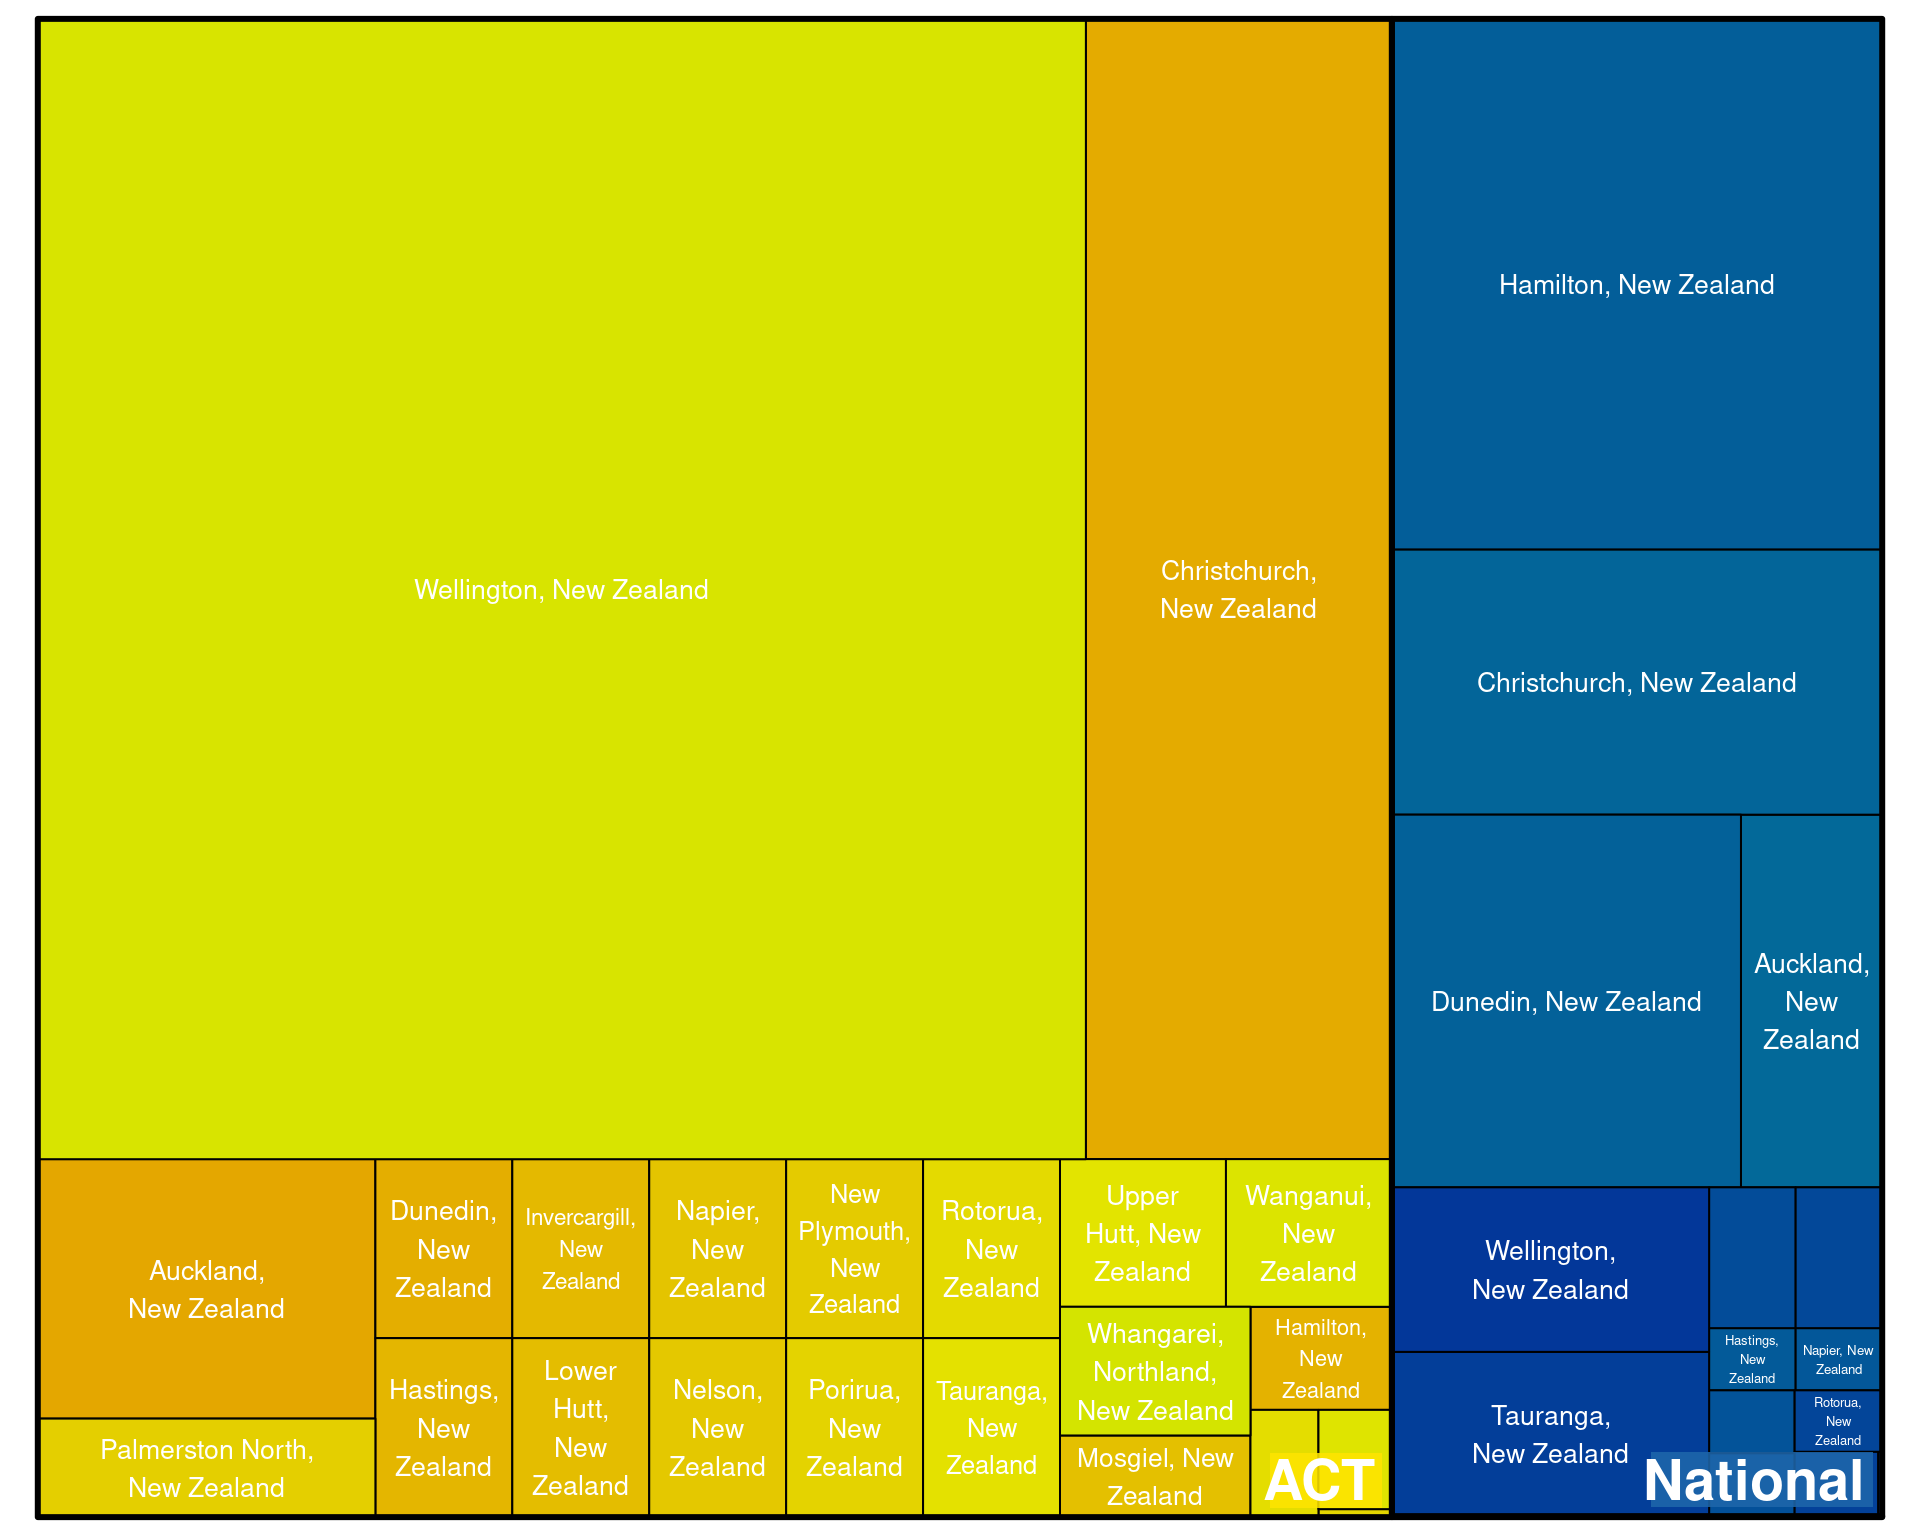 Wellington, New Zealand
Christchurch,
New Zealand
Auckland,
New Zealand
Palmerston North,
New Zealand
Dunedin,
New
Zealand
Hastings,
New
Zealand
Invercargill,
New
Zealand
Lower
Hutt,
New
Zealand
Napier,
New
Zealand
Nelson,
New
Zealand
New
Plymouth,
New
Zealand
Porirua,
New
Zealand
Rotorua,
New
Zealand
Tauranga,
New
Zealand
Upper
Hutt, New
Zealand
Wanganui,
New
Zealand
Whangarei,
Northland,
New Zealand
Mosgiel, New
Zealand
Hamilton,
New
Zealand
ACT
Hamilton, New Zealand
Christchurch, New Zealand
Dunedin, New Zealand
Auckland,
New
Zealand
Wellington,
New Zealand
Tauranga,
New Zealand
Hastings,
New
Zealand
Napier, New
Zealand
Rotorua,
New
Zealand
National